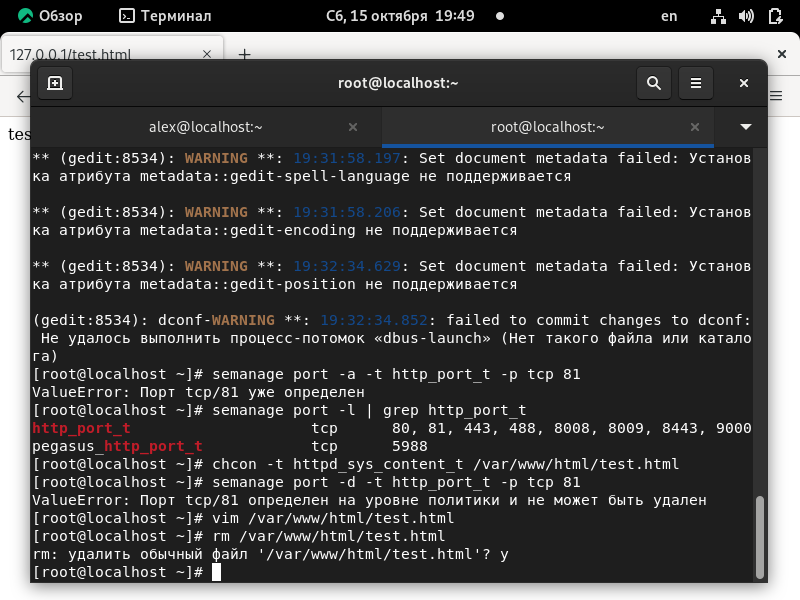 Обзор
Терминал
Сб, 15 октября 19:49
en
127.0.0.1/test.html
root@localhost:~
alex@localhost:~
root@localhost:~
tes
** (gedit:8534): WARNING **: 19:31:58.197: Set document metadata failed: Установ
ка атрибута metadata::gedit-spell-language не поддерживается
** (gedit:8534): WARNING **: 19:31:58.206: Set document metadata failed: Установ
ка атрибута metadata::gedit-encoding не поддерживается
** (gedit:8534): WARNING **: 19:32:34.629: Set document metadata failed: Установ
ка атрибута metadata::gedit-position не поддерживается
(gedit:8534): dconf-WARNING **: 19:32:34.852: failed to commit changes to dconf:
Не удалось выполнить процесс-потомок «dbus-launch» (Нет такого файла или катало
га)
[root@localhost ~]# semanage port -a -t http_port_t -p tcp 81
ValueError: Порт tcp/81 уже определен
[root@localhost ~]# semanage port -l | grep http_port_t
http_port_t                    tcp      80, 81, 443, 488, 8008, 8009, 8443, 9000
pegasus_http_port_t            tcp      5988
[root@localhost ~]# chcon -t httpd_sys_content_t /var/www/html/test.html
[root@localhost ~]# semanage port -d -t http_port_t -p tcp 81
ValueError: Порт tcp/81 определен на уровне политики и не может быть удален
[root@localhost ~]# vim /var/www/html/test.html
[root@localhost ~]# rm /var/www/html/test.html
rm: удалить обычный файл '/var/www/html/test.html'? y
[root@localhost ~]#